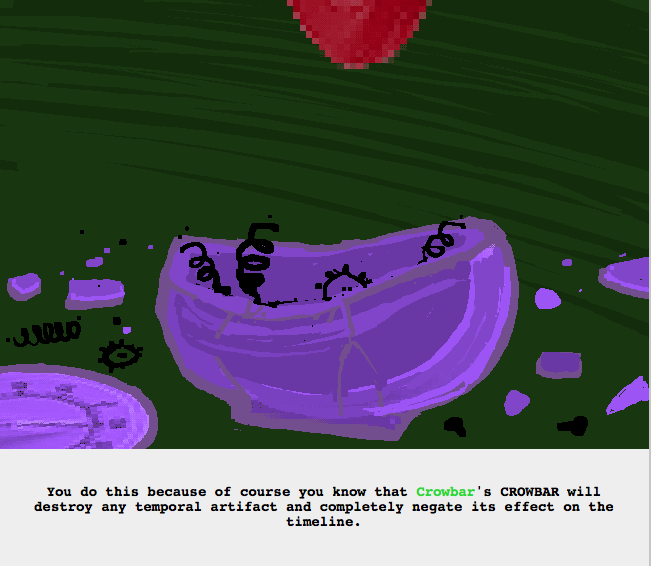 You do this because of course you know that Crowbar's CROWBAR will
destroy any temporal artifact and completely negate its effect on the
timeline.